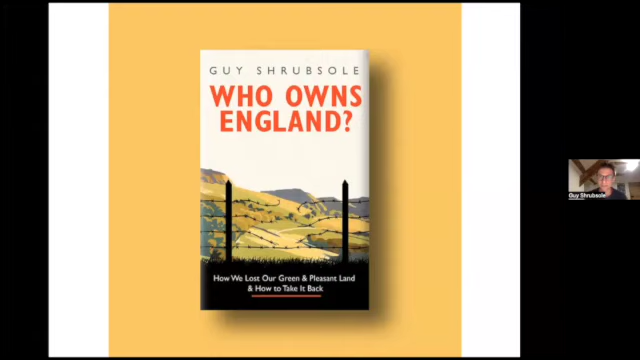 GUY SHRUBSOLE
WHO OWNS
ENGLAND?
How We Lost Our Green & Pleasant Land
& How to Take It Back
Guy Shrubsole